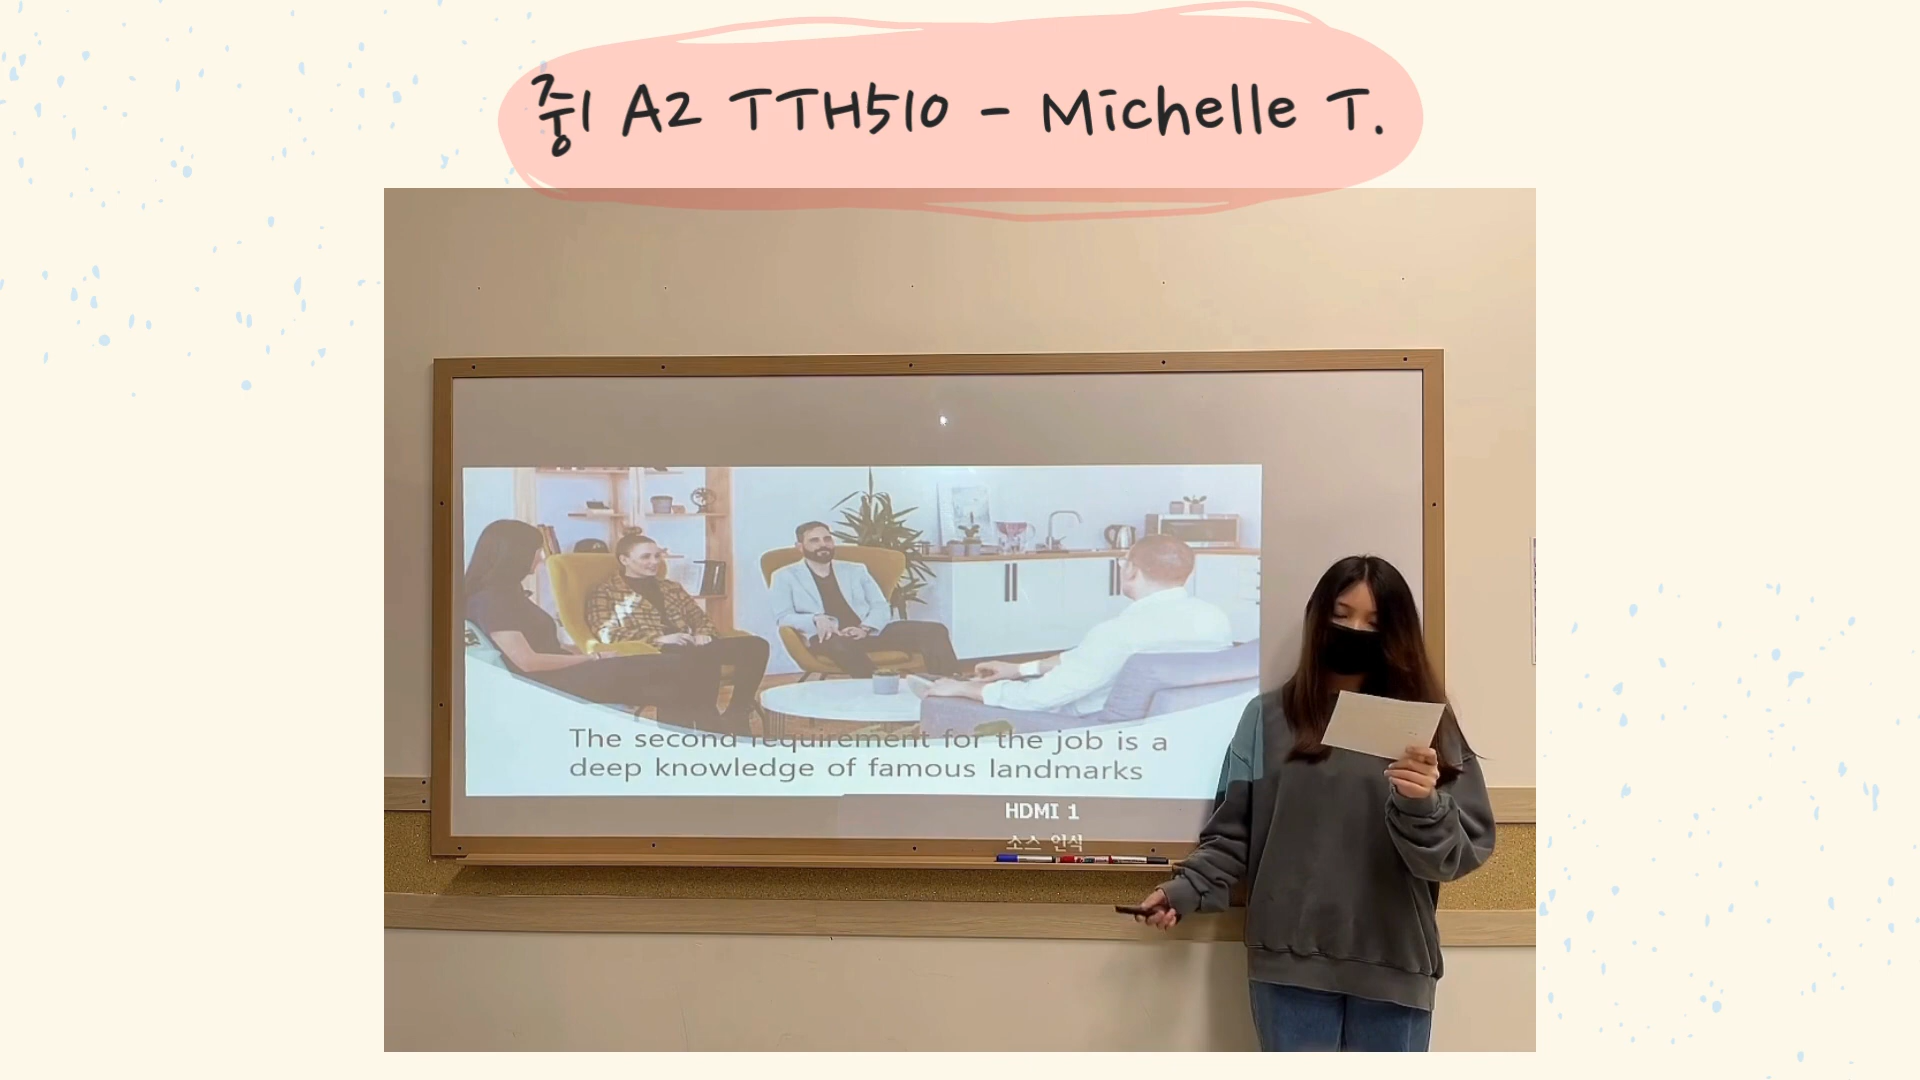 중1 A2 TTH510 - Michelle T.
The second requirement for the job is a
deep knowledge of famous landmarks
HDMI 1
소스 인식